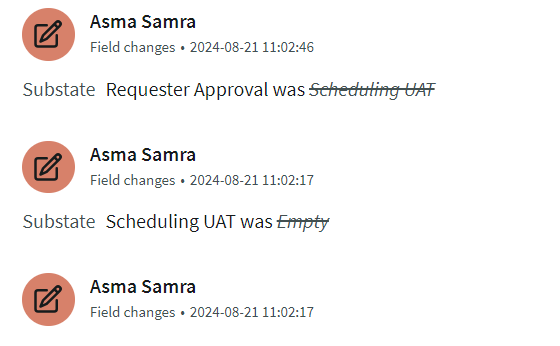 Asma Samra
Field changes • 2024-08-21 11:02:46
Substate Requester Approval was Scheduling UAT
Asma Samra
Field changes • 2024-08-21 11:02:17
Substate Scheduling UAT was Empty
Asma Samra
Field changes • 2024-08-21 11:02:17